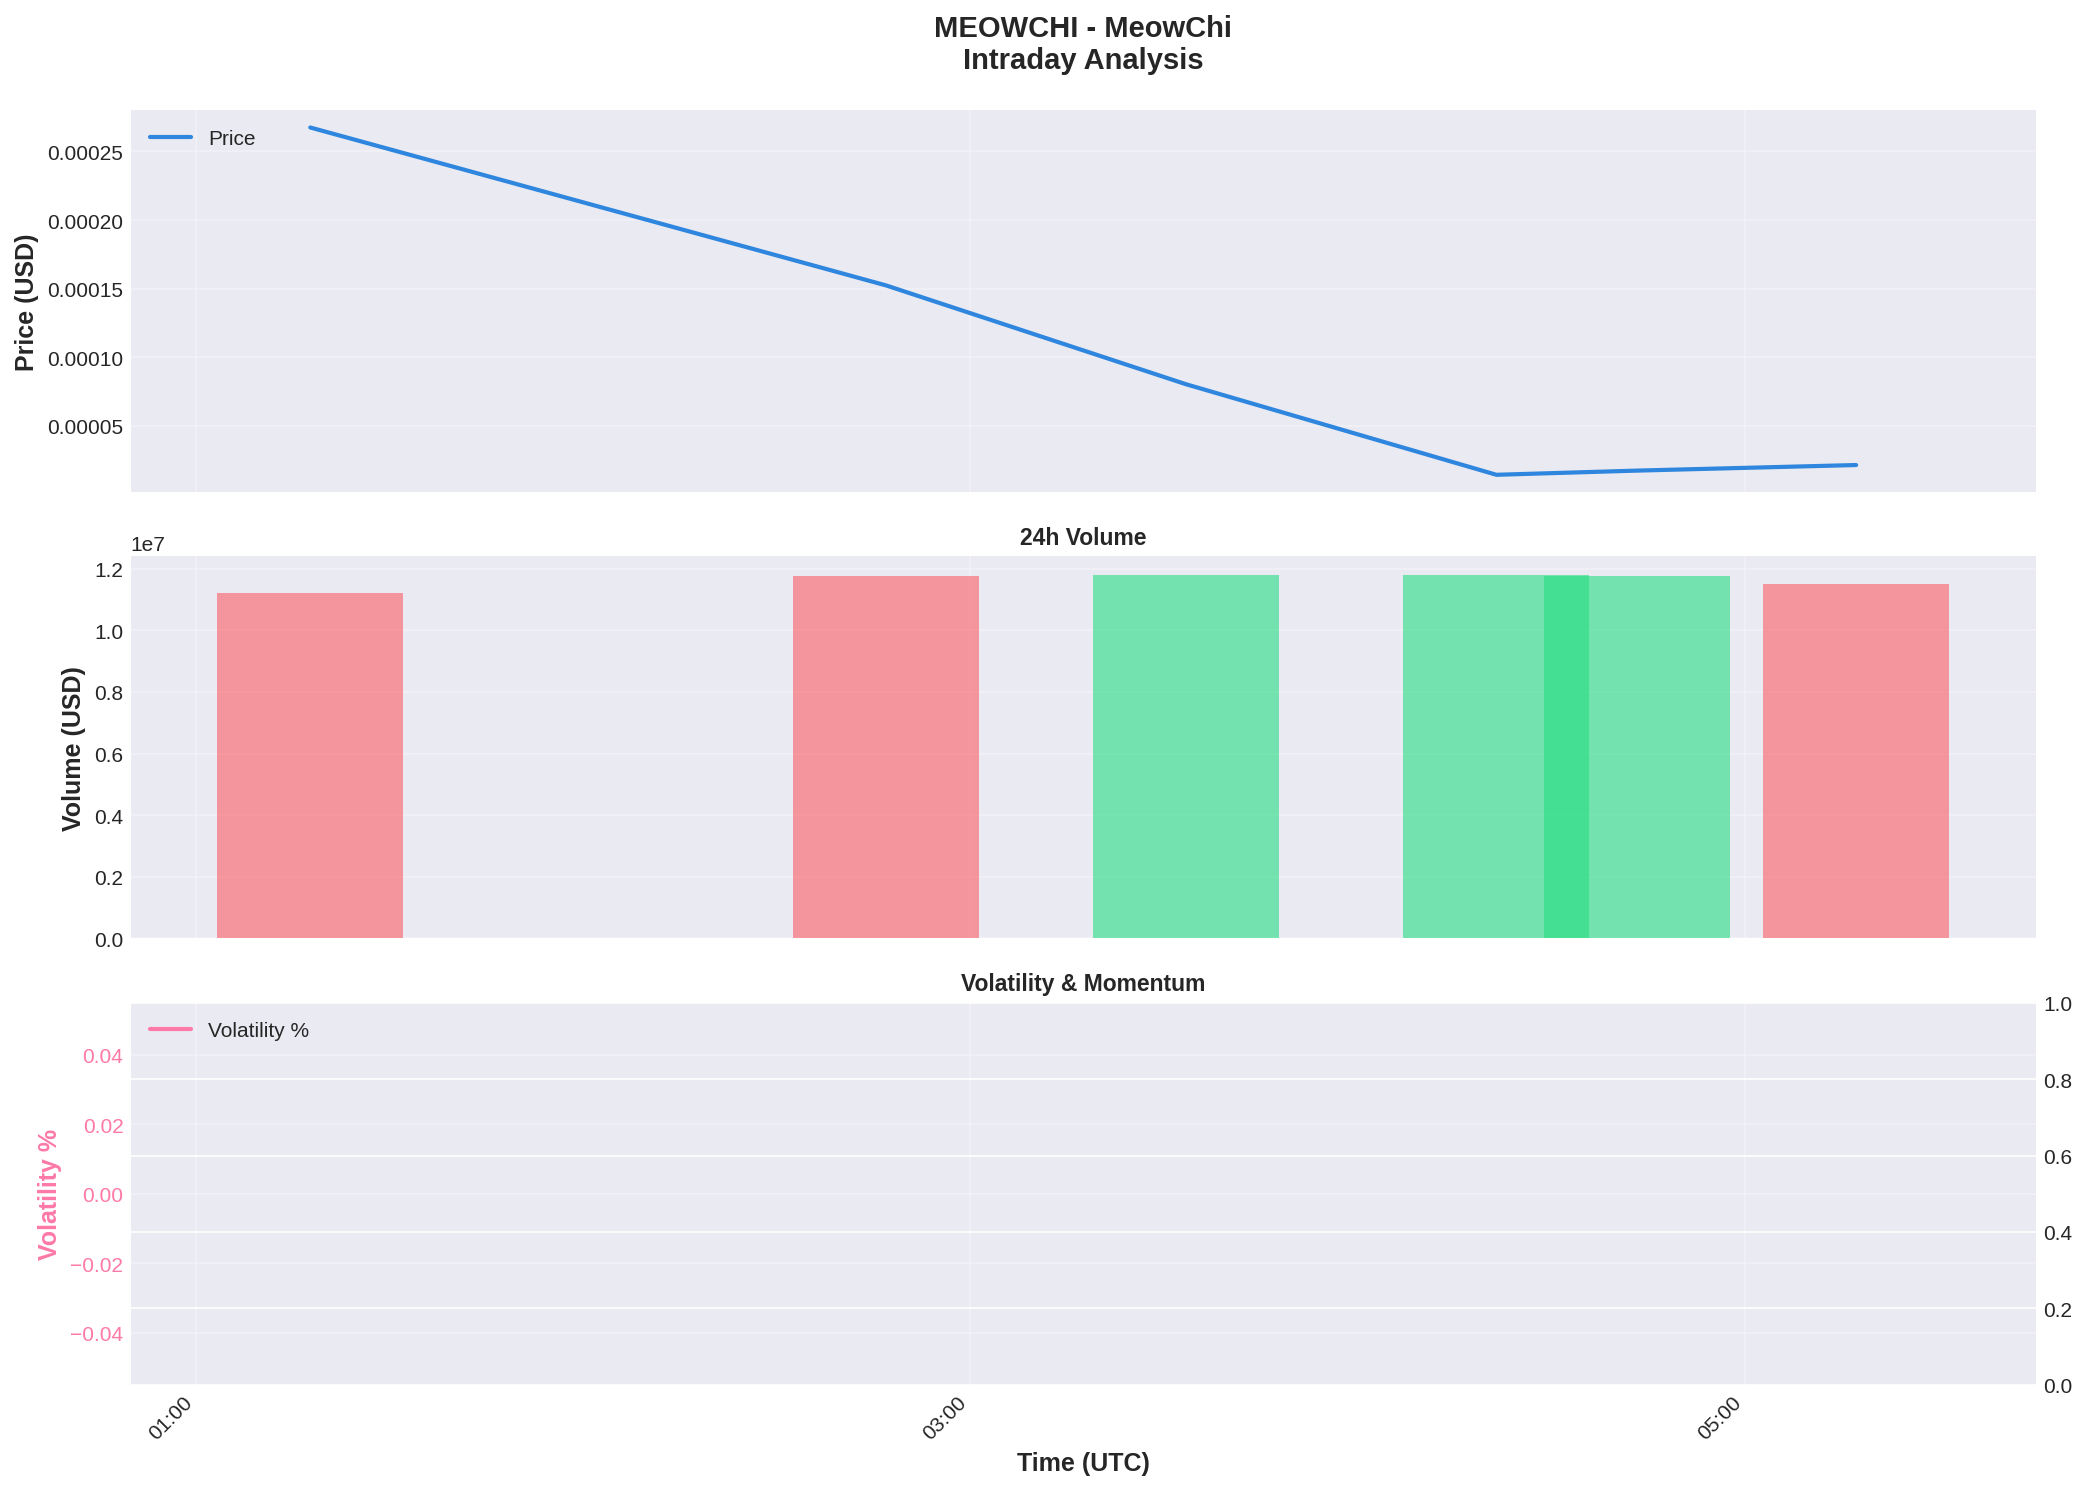 MEOWCHI - MeowChi
Intraday Analysis
Price
0.00025
0.00020
0.00015
0.00010
0.00005
Price (USD)
24h Volume
1e7
1.2
1.0
0.8
0.6
0.4
0.2
0.0
Volume (USD)
Volatility & Momentum
Volatility %
0.04
0.02
0.00
−0.02
−0.04
Volatility %
1.0
0.8
0.6
0.4
0.2
0.0
01:00
03:00
05:00
Time (UTC)